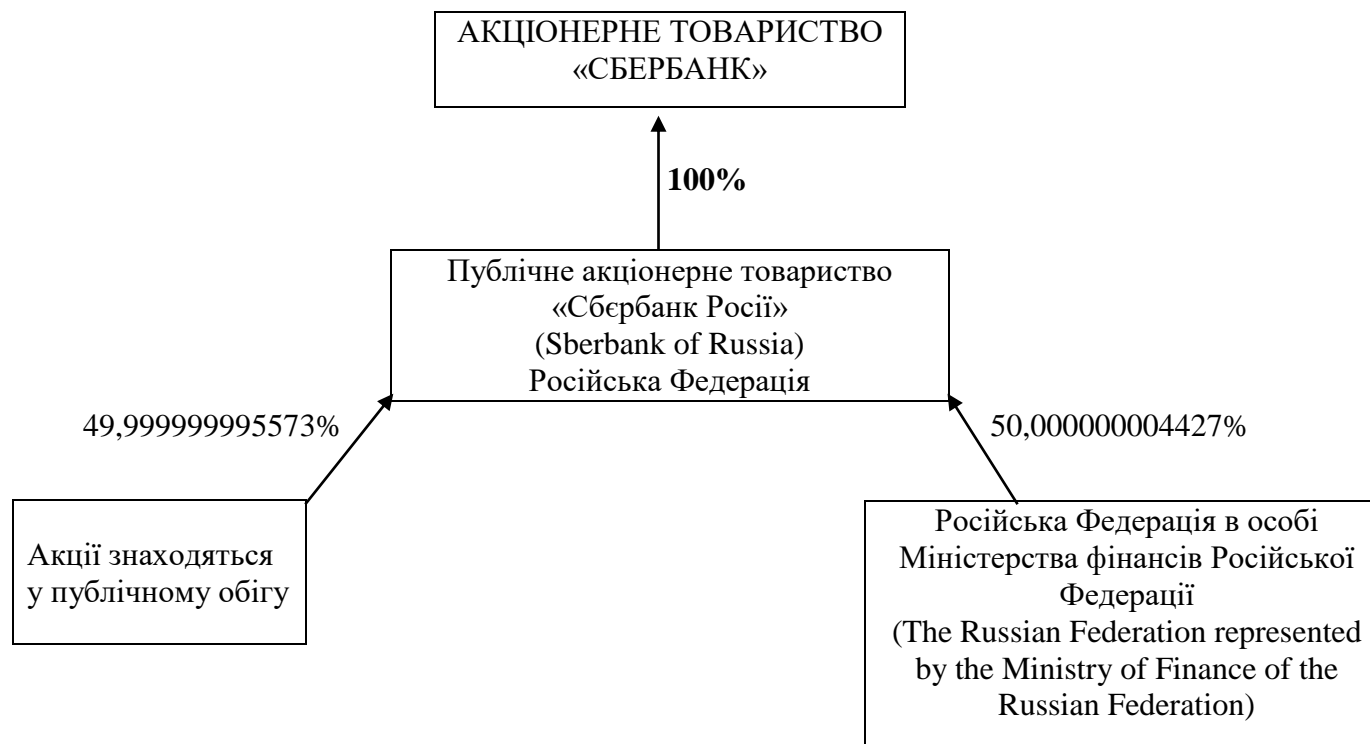 АКЦІОНЕРНЕ ТОВАРИСТВО
«СБЕРБАНК»
100%
Публічне акціонерне товариство
«Сбєрбанк Росії»
(Sberbank of Russia)
Російська Федерація
49,999999995573%
50,000000004427%
Акції знаходяться
у публічному обігу
Російська Федерація в особі
Міністерства фінансів Російської
Федерації
(The Russian Federation represented
by the Ministry of Finance of the
Russian Federation)